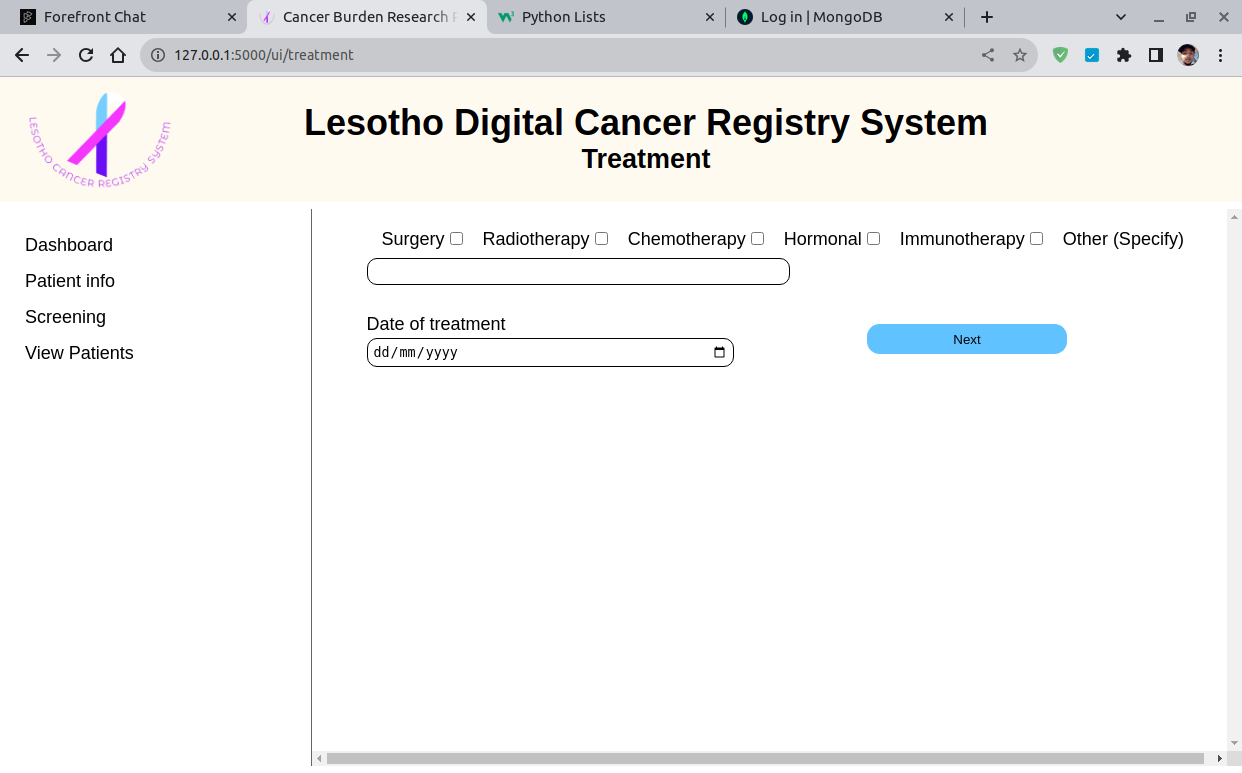 Forefront Chat
Cancer Burden Research
Python Lists
Log in | MongoDB
127.0.0.1:5000/ui/treatment
LESOTHO CANCER REGISTRY SYSTEM
Lesotho Digital Cancer Registry System
Treatment
Dashboard
Patient info
Screening
View Patients
Surgery Radiotherapy Chemotherapy Hormonal Immunotherapy Other (Specify)
Date of treatment
dd/mm/yyyy
Next